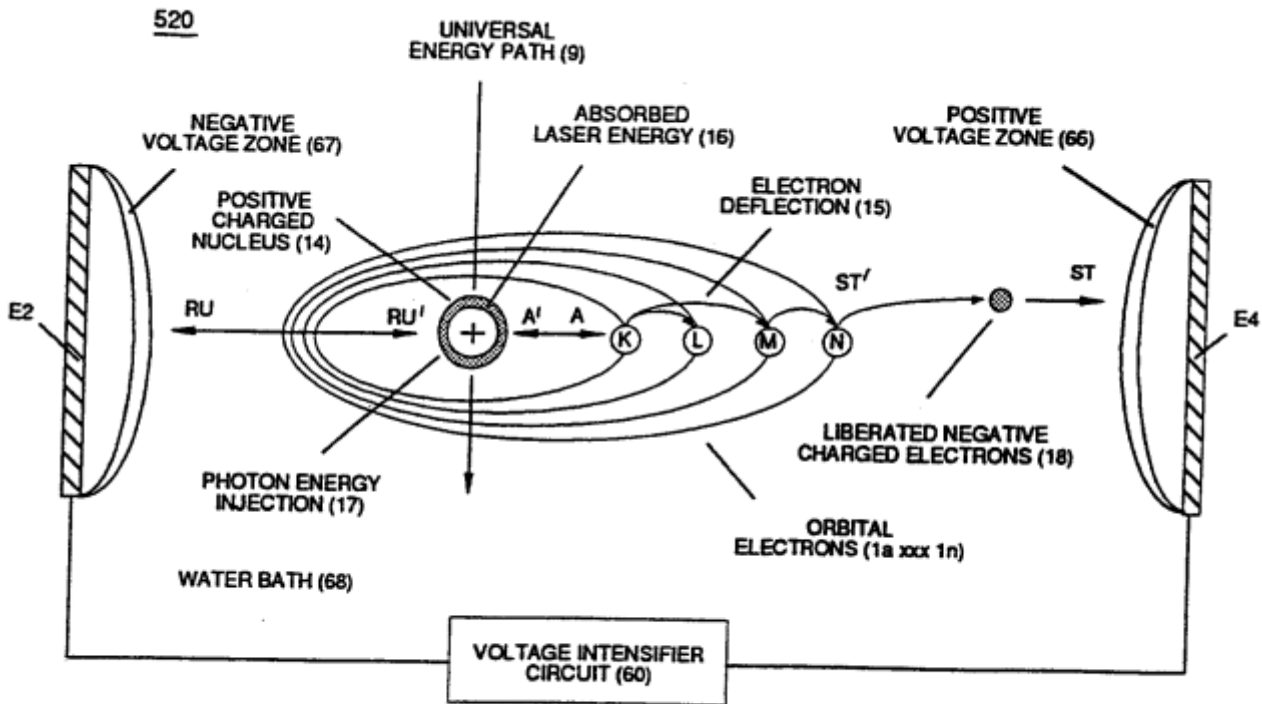 520
UNIVERSAL
ENERGY PATH (9)
NEGATIVE
VOLTAGE ZONE (67)
ABSORBED
LASER ENERGY (16)
POSITIVE
VOLTAGE ZONE (66)
POSITIVE
CHARGED
NUCLEUS (14)
ELECTRON
DEFLECTION (15)
E2
RU
RU'
+
A'
A
K
L
M
N
ST'
ST
E4
PHOTON ENERGY
INJECTION (17)
LIBERATED NEGATIVE
CHARGED ELECTRONS (18)
ORBITAL
ELECTRONS (1a xxx 1n)
WATER BATH (68)
VOLTAGE INTENSIFIER
CIRCUIT (60)